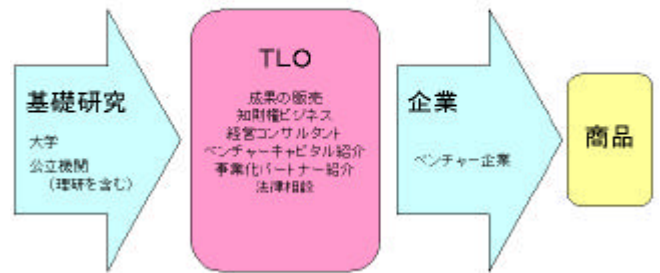 基礎研究
大学
公立機関
（理研を含む）
TLO
成果の販売
知財権ビジネス
経営コンサルタント
ベンチャーキャピタル紹介
事業化パートナー紹介
法律相談
企業
ベンチャー企業
商品